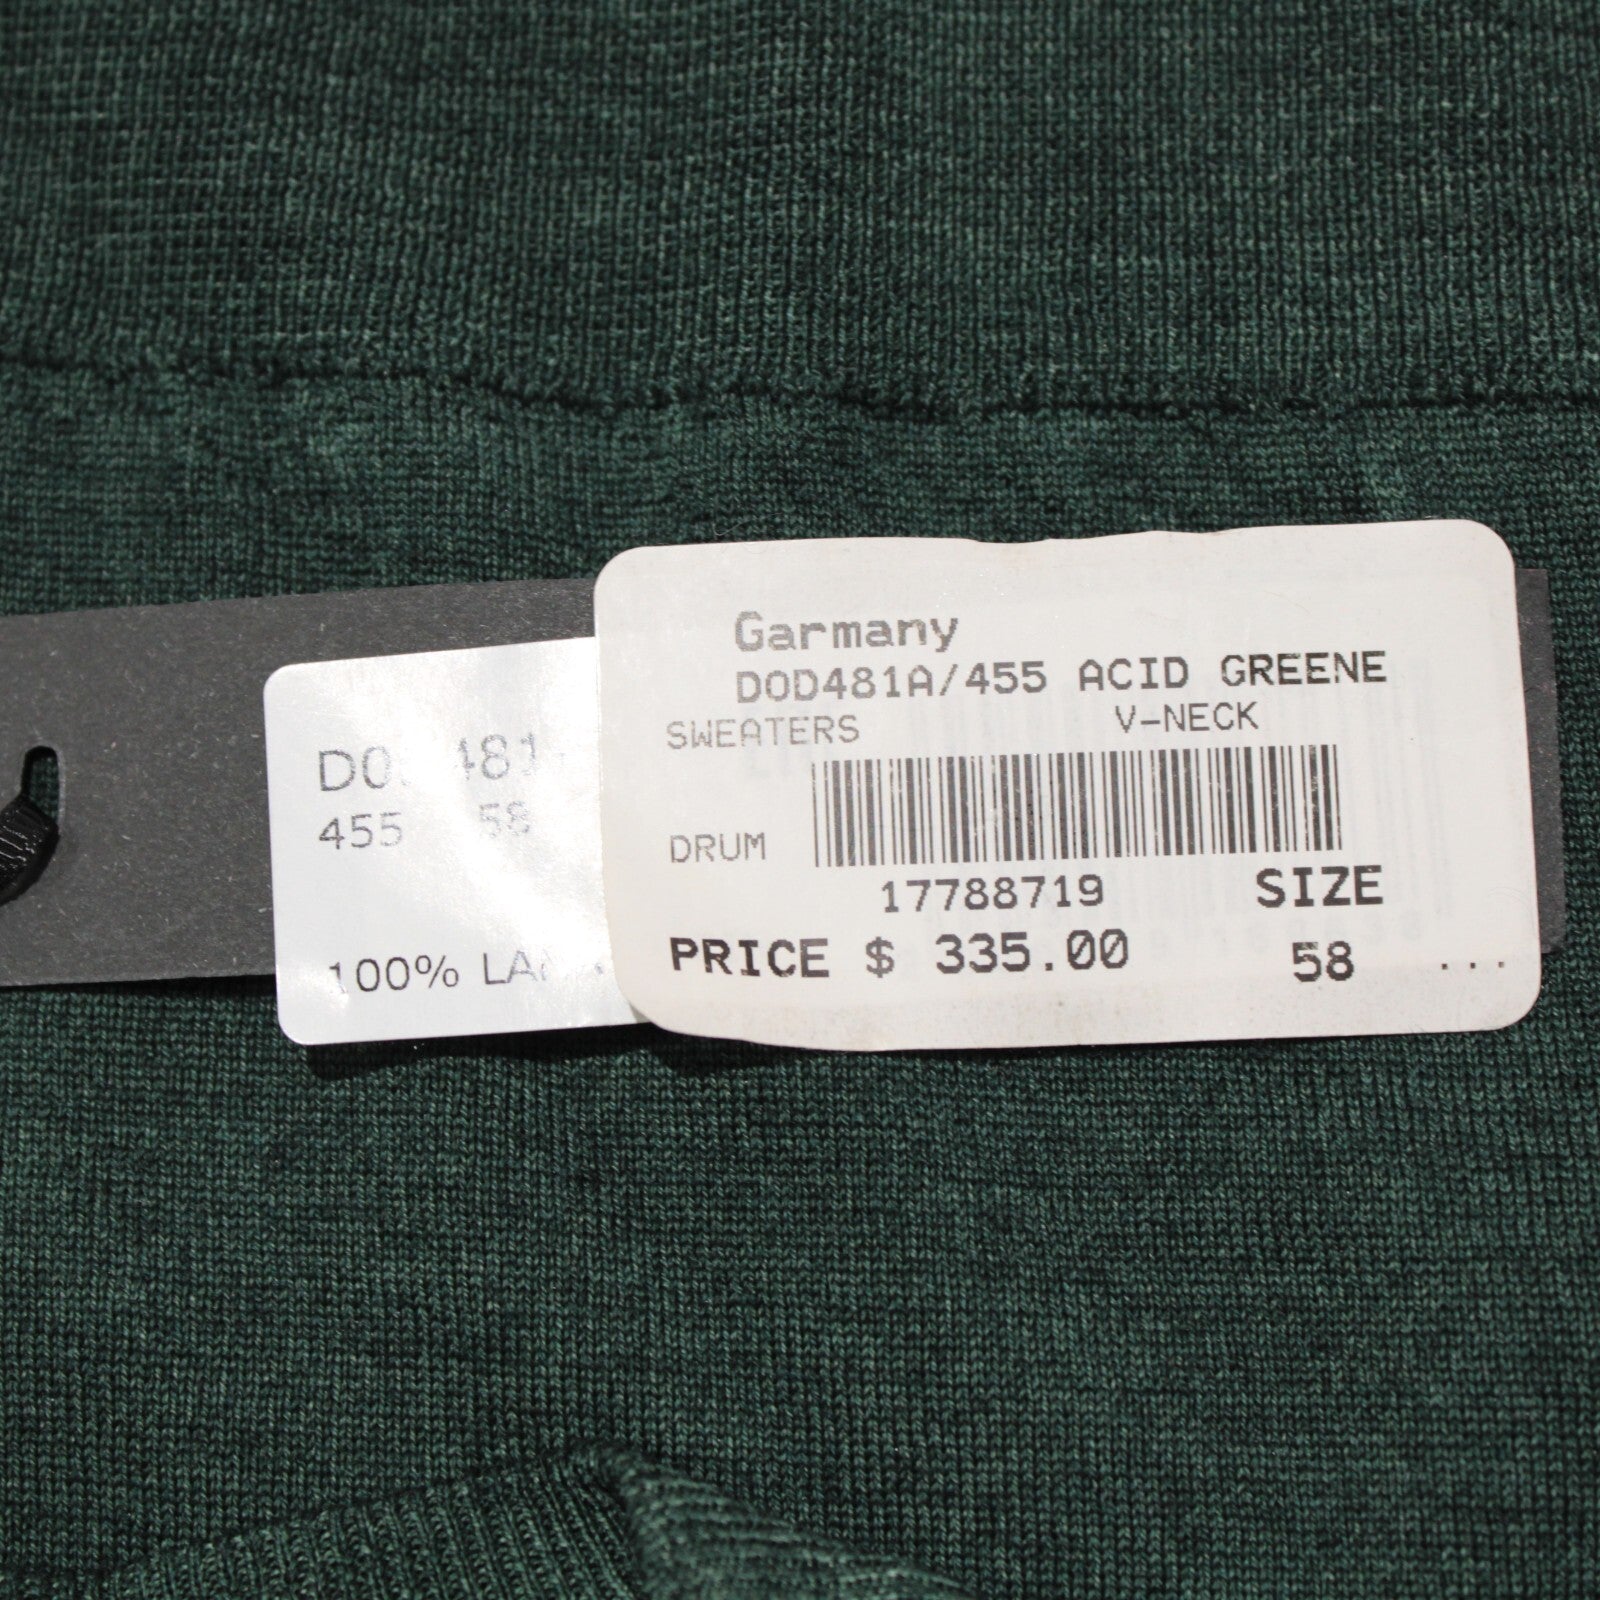 Garmany
DOD481A/455 ACID GREENE
SWEATERS V-NECK
DRUM
17788719 SIZE
PRICE $ 335.00 58 ...
455 58
100%